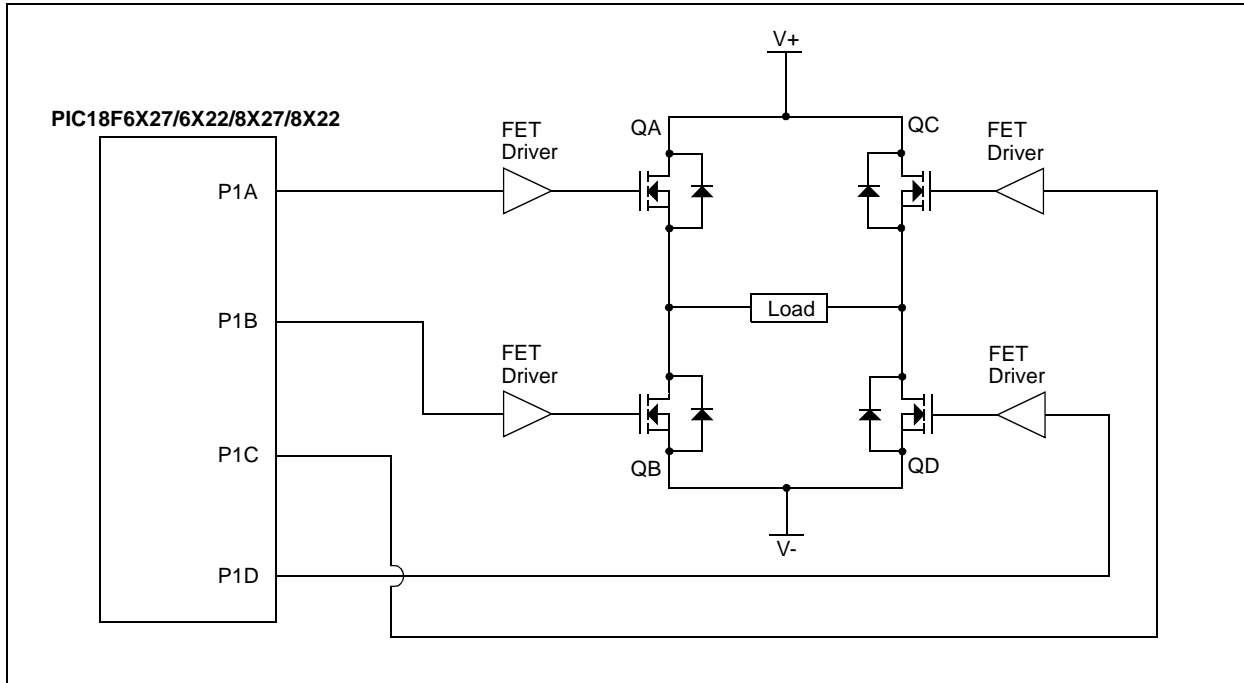 V+
PIC18F6X27/6X22/8X27/8X22
FET
Driver
QA
QC
FET
Driver
P1A
Load
P1B
FET
Driver
FET
Driver
P1C
QB
QD
V-
P1D